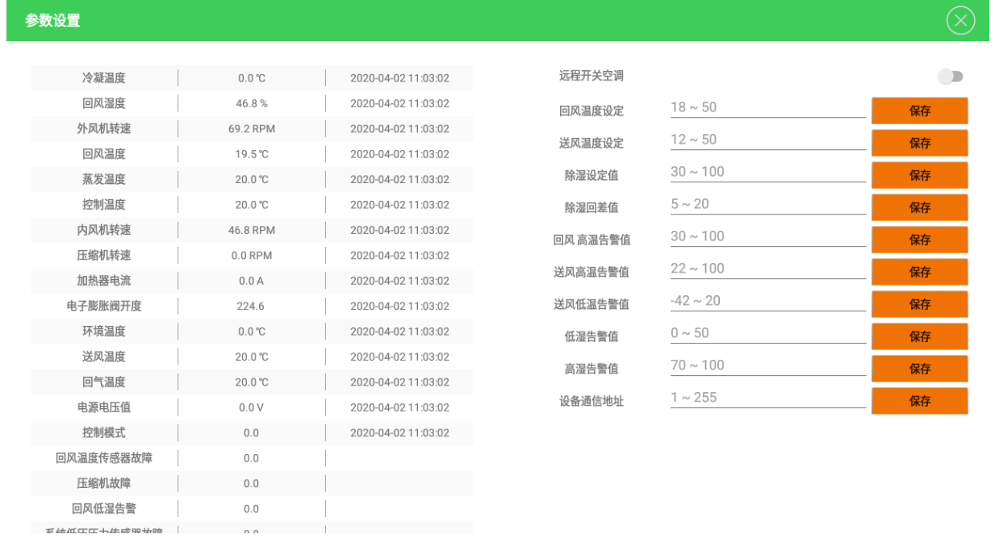 参数设置
冷凝温度 0.0 ℃ 2020-04-02 11:03:02
回风湿度 46.8 % 2020-04-02 11:03:02
外风机转速 69.2 RPM 2020-04-02 11:03:02
回风温度 19.5 ℃ 2020-04-02 11:03:02
蒸发温度 20.0 ℃ 2020-04-02 11:03:02
控制温度 20.0 ℃ 2020-04-02 11:03:02
内风机转速 46.8 RPM 2020-04-02 11:03:02
压缩机转速 0.0 RPM 2020-04-02 11:03:02
加热器电流 0.0 A 2020-04-02 11:03:02
电子膨胀阀开度 224.6 2020-04-02 11:03:02
环境温度 0.0 ℃ 2020-04-02 11:03:02
送风温度 20.0 ℃ 2020-04-02 11:03:02
回气温度 20.0 ℃ 2020-04-02 11:03:02
电源电压值 0.0 V 2020-04-02 11:03:02
控制模式 0.0 2020-04-02 11:03:02
回风温度传感器故障 0.0
压缩机故障 0.0
回风低湿告警 0.0
系统低压压力传感器故障 0.0
远程开关空调
回风温度设定 18 ~ 50 保存
送风温度设定 12 ~ 50 保存
除湿设定值 30 ~ 100 保存
除湿回差值 5 ~ 20 保存
回风 高温告警值 30 ~ 100 保存
送风高温告警值 22 ~ 100 保存
送风低温告警值 -42 ~ 20 保存
低湿告警值 0 ~ 50 保存
高湿告警值 70 ~ 100 保存
设备通信地址 1 ~ 255 保存